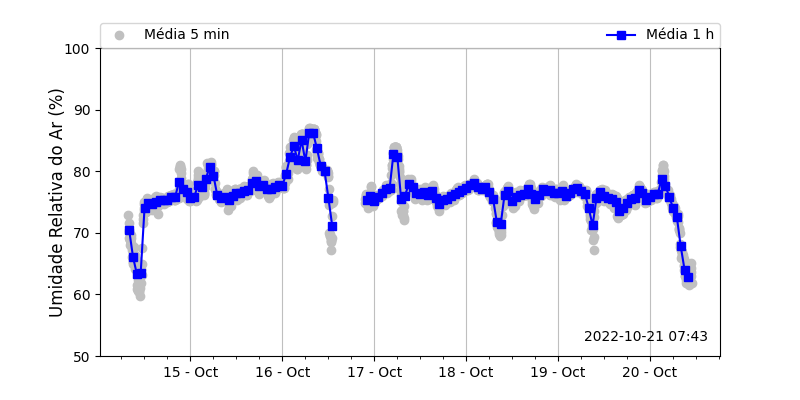 Média 5 min
Média 1 h
Umidade Relativa do Ar (%)
100
90
80
70
60
50
2022-10-21 07:43
15 - Oct
16 - Oct
17 - Oct
18 - Oct
19 - Oct
20 - Oct